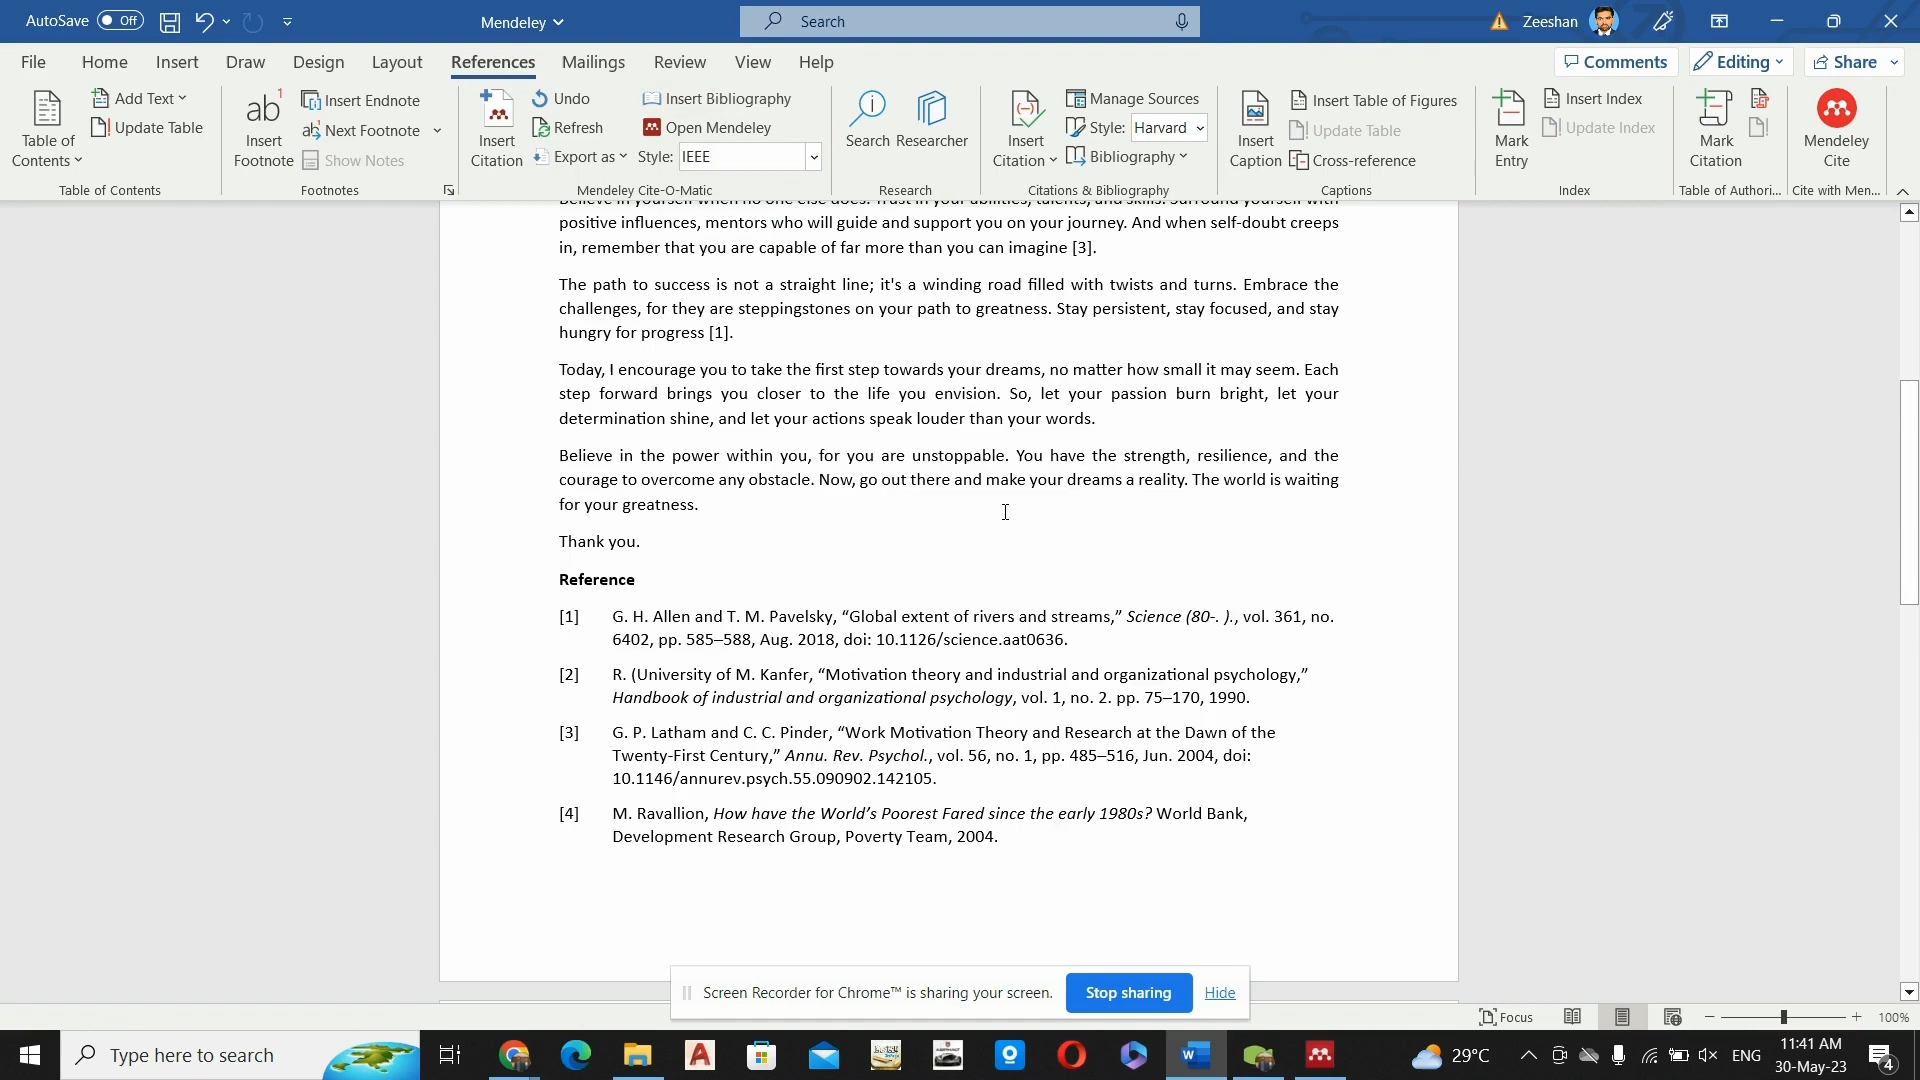 AutoSave Off Mendeley Search Zeeshan
File Home Insert Draw Design Layout References Mailings Review View Help Comments Editing Share
Table of Contents
Add Text
Update Table
Table of Contents
ab1
Insert Footnote
Insert Endnote
Next Footnote
Show Notes
Footnotes
Insert Citation
Undo
Refresh
Export as
Insert Bibliography
Open Mendeley
Style: IEEE
Mendeley Cite-O-Matic
Search
Researcher
Research
Insert Citation
Manage Sources
Style: Harvard
Bibliography
Citations & Bibliography
Insert Caption
Insert Table of Figures
Update Table
Cross-reference
Captions
Mark Entry
Insert Index
Update Index
Index
Mark Citation
Table of Authori...
Mendeley Cite
Cite with Men...
Believe in yourself when no one else does. Trust in your abilities, talents, and skills. Surround yourself with
positive influences, mentors who will guide and support you on your journey. And when self-doubt creeps
in, remember that you are capable of far more than you can imagine [3].
The path to success is not a straight line; it's a winding road filled with twists and turns. Embrace the
challenges, for they are steppingstones on your path to greatness. Stay persistent, stay focused, and stay
hungry for progress [1].
Today, I encourage you to take the first step towards your dreams, no matter how small it may seem. Each
step forward brings you closer to the life you envision. So, let your passion burn bright, let your
determination shine, and let your actions speak louder than your words.
Believe in the power within you, for you are unstoppable. You have the strength, resilience, and the
courage to overcome any obstacle. Now, go out there and make your dreams a reality. The world is waiting
for your greatness.
Thank you.
Reference
[1] G. H. Allen and T. M. Pavelsky, “Global extent of rivers and streams,” Science (80-. )., vol. 361, no.
6402, pp. 585–588, Aug. 2018, doi: 10.1126/science.aat0636.
[2] R. (University of M. Kanfer, “Motivation theory and industrial and organizational psychology,”
Handbook of industrial and organizational psychology, vol. 1, no. 2. pp. 75–170, 1990.
[3] G. P. Latham and C. C. Pinder, “Work Motivation Theory and Research at the Dawn of the
Twenty-First Century,” Annu. Rev. Psychol., vol. 56, no. 1, pp. 485–516, Jun. 2004, doi:
10.1146/annurev.psych.55.090902.142105.
[4] M. Ravallion, How have the World’s Poorest Fared since the early 1980s? World Bank,
Development Research Group, Poverty Team, 2004.
Screen Recorder for Chrome™ is sharing your screen. Stop sharing Hide
Focus 100%
Type here to search 29°C ENG 11:41 AM
30-May-23 4